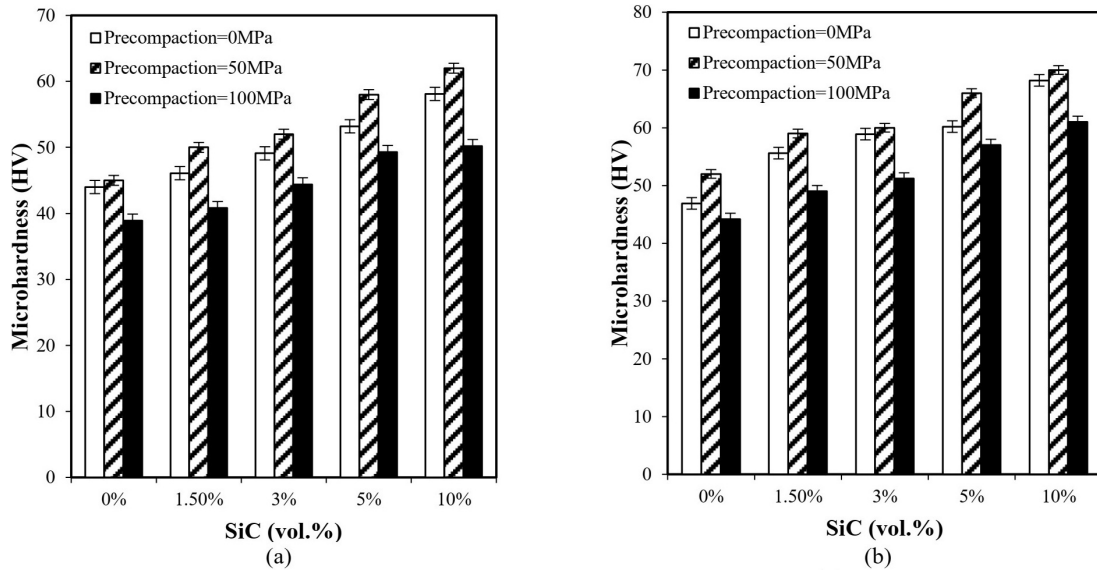 70
60
50
40
30
20
10
0
Microhardness (HV)
Precompaction=0MPa
Precompaction=50MPa
Precompaction=100MPa
0% 1.50% 3% 5% 10%
SiC (vol.%)
(a)
80
70
60
50
40
30
20
10
0
Microhardness (HV)
Precompaction=0MPa
Precompaction=50MPa
Precompaction=100MPa
0% 1.50% 3% 5% 10%
SiC (vol.%)
(b)